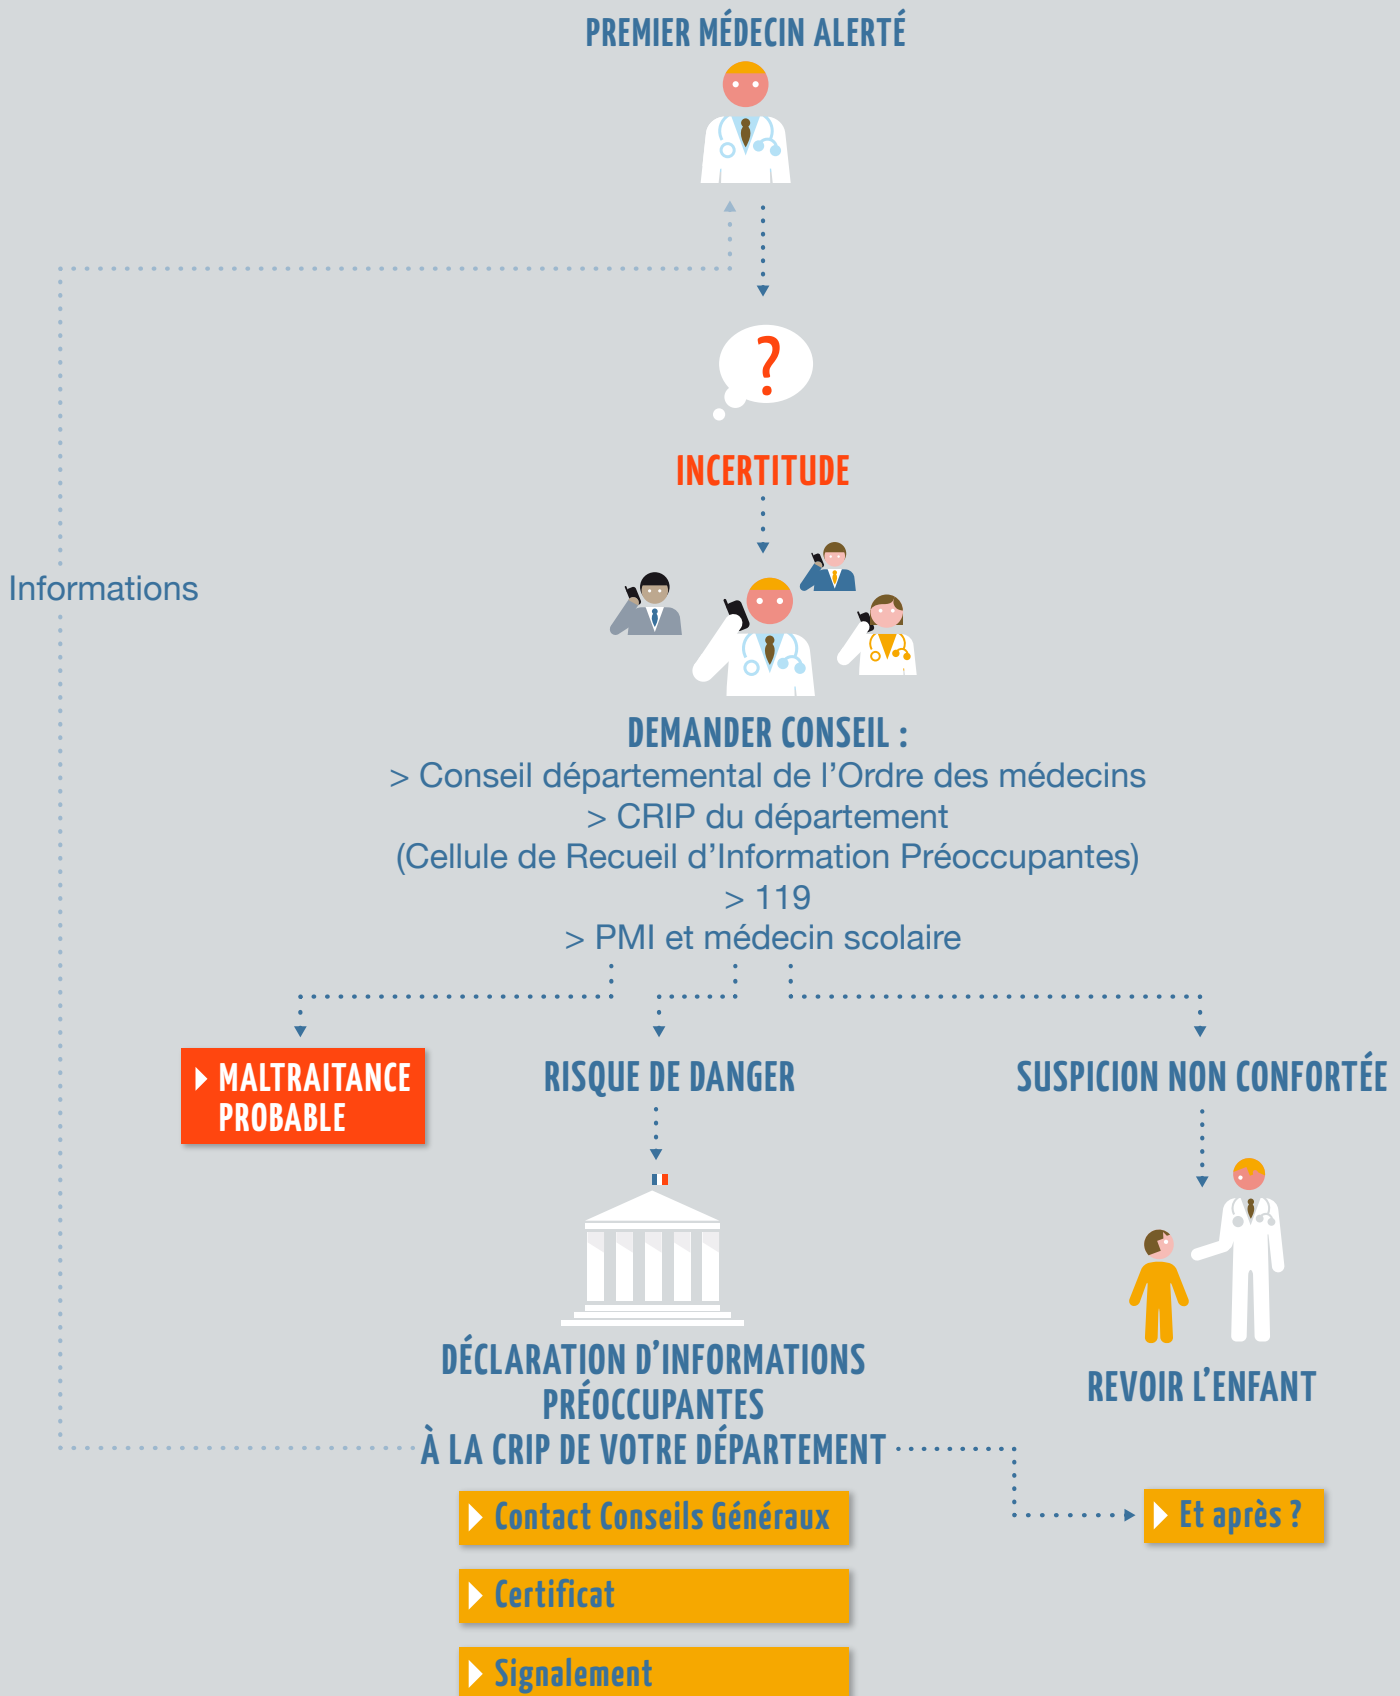 PREMIER MÉDECIN ALERTÉ
?
INCERTITUDE
Informations
DEMANDER CONSEIL :
> Conseil départemental de l’Ordre des médecins
> CRIP du département
(Cellule de Recueil d’Information Préoccupantes)
> 119
> PMI et médecin scolaire
MALTRAITANCE
PROBABLE
RISQUE DE DANGER
SUSPICION NON CONFORTÉE
DÉCLARATION D’INFORMATIONS
PRÉOCCUPANTES
À LA CRIP DE VOTRE DÉPARTEMENT
REVOIR L’ENFANT
Contact Conseils Généraux
Et après ?
Certificat
Signalement